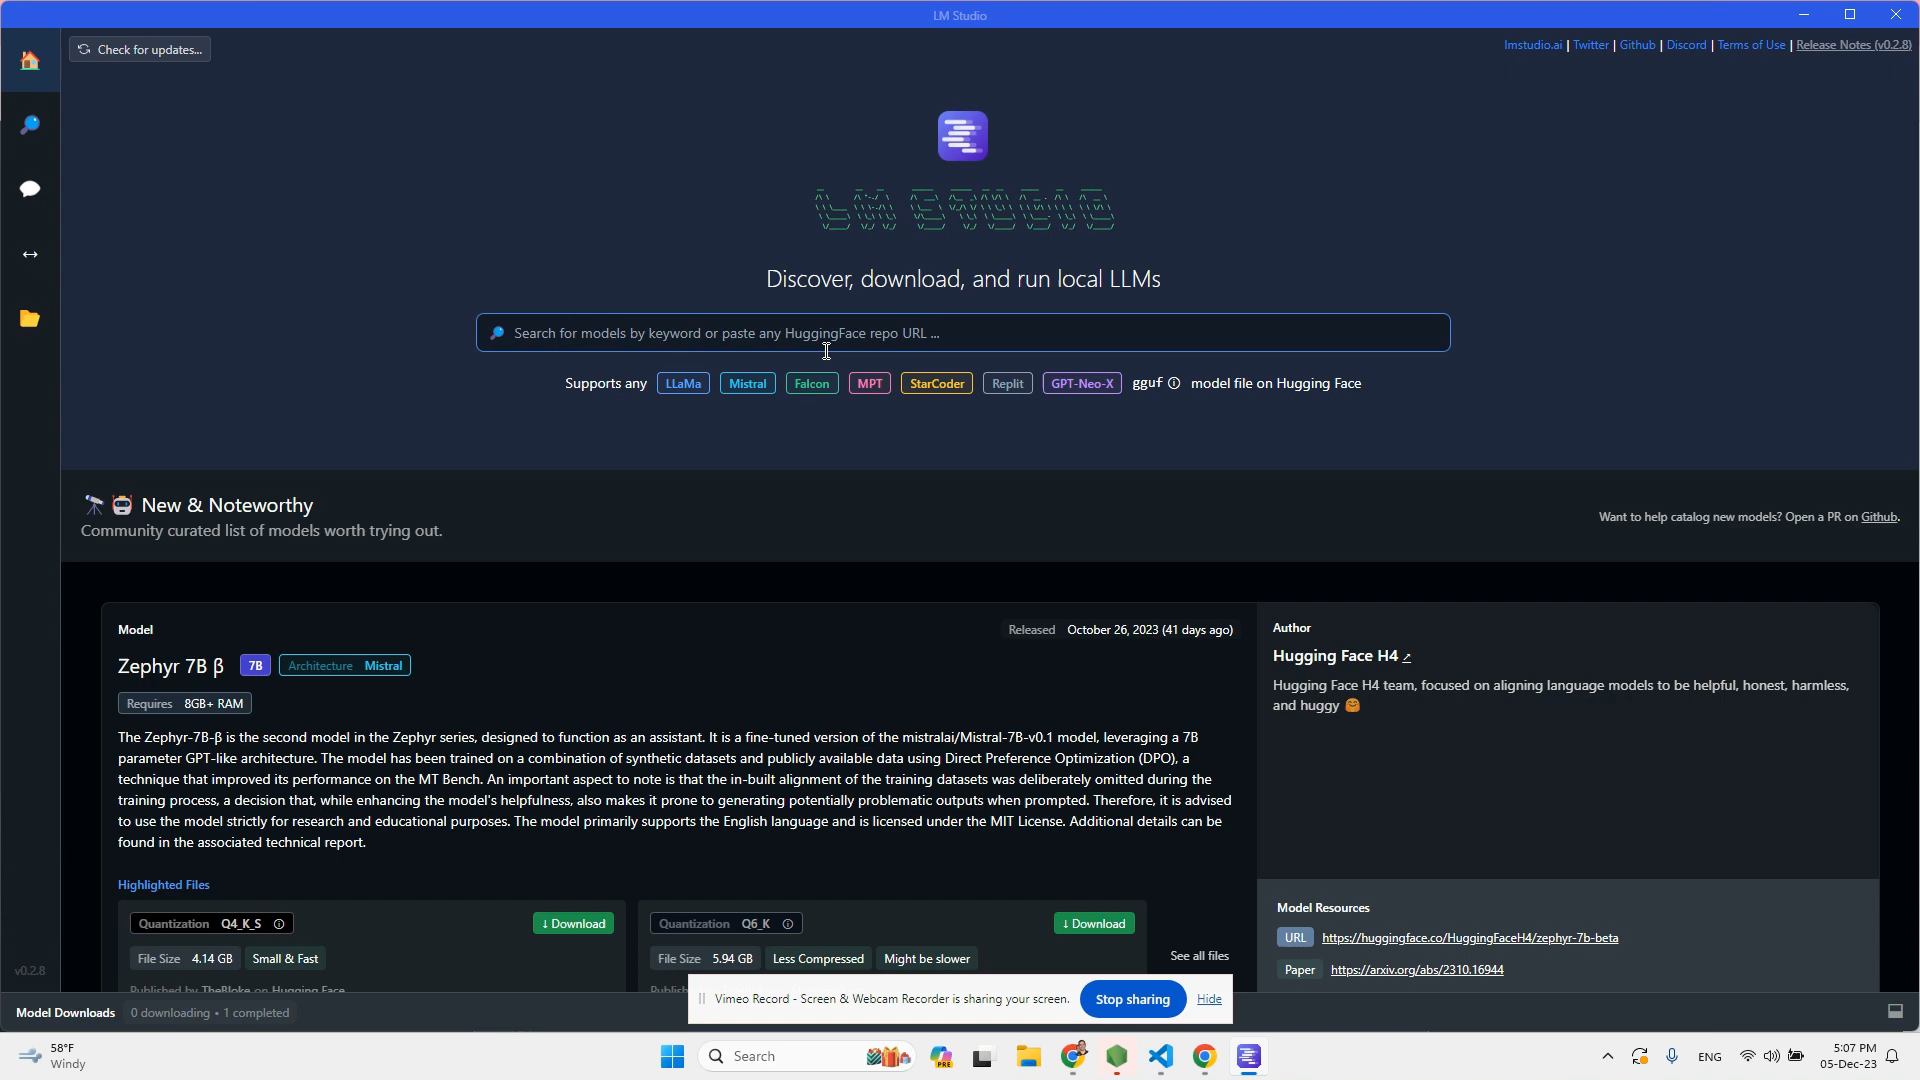 LM Studio
Check for updates...
lmstudio.ai | Twitter | Github | Discord | Terms of Use | Release Notes (v0.2.8)
LM STUDIO
Discover, download, and run local LLMs
Search for models by keyword or paste any HuggingFace repo URL ...
Supports any LLaMa Mistral Falcon MPT StarCoder Replit GPT-Neo-X gguf model file on Hugging Face
New & Noteworthy
Community curated list of models worth trying out.
Want to help catalog new models? Open a PR on Github.
Model
Released October 26, 2023 (41 days ago)
Zephyr 7B β 7B Architecture Mistral
Requires 8GB+ RAM
The Zephyr-7B-β is the second model in the Zephyr series, designed to function as an assistant. It is a fine-tuned version of the mistralai/Mistral-7B-v0.1 model, leveraging a 7B
parameter GPT-like architecture. The model has been trained on a combination of synthetic datasets and publicly available data using Direct Preference Optimization (DPO), a
technique that improved its performance on the MT Bench. An important aspect to note is that the in-built alignment of the training datasets was deliberately omitted during the
training process, a decision that, while enhancing the model's helpfulness, also makes it prone to generating potentially problematic outputs when prompted. Therefore, it is advised
to use the model strictly for research and educational purposes. The model primarily supports the English language and is licensed under the MIT License. Additional details can be
found in the associated technical report.
Highlighted Files
Quantization Q4_K_S
Download
File Size 4.14 GB Small & Fast
Published by TheBloke on Hugging Face
Quantization Q6_K
Download
File Size 5.94 GB Less Compressed Might be slower
See all files
Author
Hugging Face H4
Hugging Face H4 team, focused on aligning language models to be helpful, honest, harmless,
and huggy
Model Resources
URL https://huggingface.co/HuggingFaceH4/zephyr-7b-beta
Paper https://arxiv.org/abs/2310.16944
v0.2.8
Model Downloads 0 downloading • 1 completed
Vimeo Record - Screen & Webcam Recorder is sharing your screen. Stop sharing Hide
58°F
Windy
Search
PRE
ENG
5:07 PM
05-Dec-23